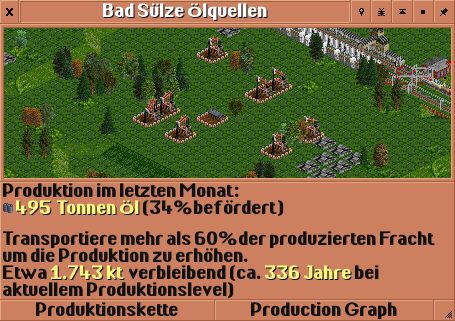 Bad Sülze Ölquellen
Produktion im letzten Monat:
495 Tonnen Öl (34% befördert)
Transportiere mehr als 60% der produzierten Fracht
um die Produktion zu erhöhen.
Etwa 1.743 kt verbleibend (ca. 336 Jahre bei
aktuellem Produktionslevel)
Produktionskette
Production Graph